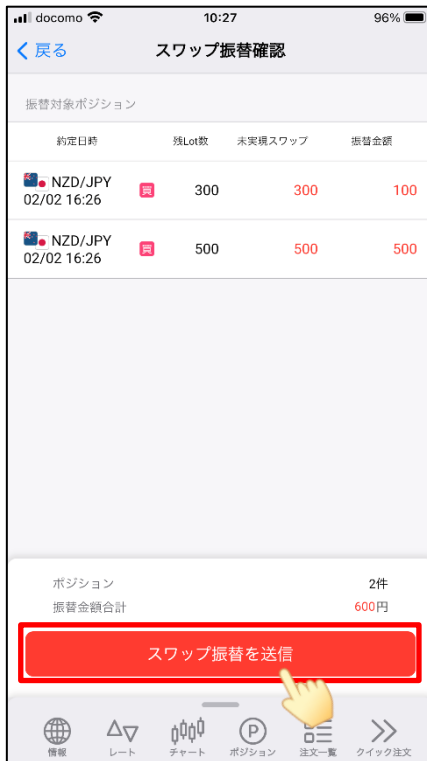 docomo 10:27 96%
戻る スワップ振替確認
振替対象ポジション
約定日時 残Lot数 未実現スワップ 振替金額
NZD/JPY
02/02 16:26 買 300 300 100
NZD/JPY
02/02 16:26 買 500 500 500
ポジション 2件
振替金額合計 600円
スワップ振替を送信
P
情報 レート チャート ポジション 注文一覧 クイック注文